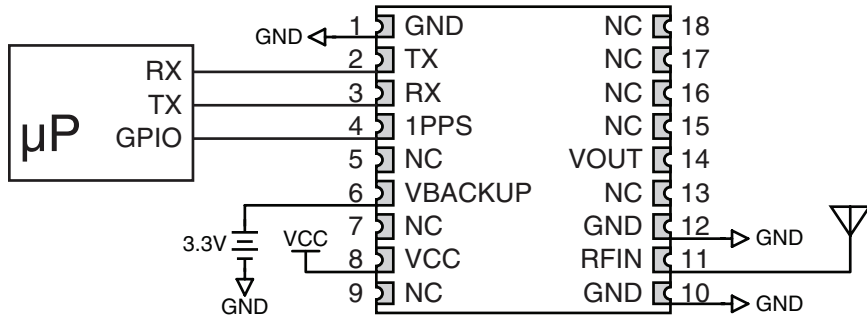 GND 1 GND NC 18
2 TX NC 17
RX
3 RX NC 16
TX
4 1PPS NC 15
GPIO
µP
5 NC VOUT 14
6 VBACKUP NC 13
7 NC GND 12 GND
3.3V VCC
8 VCC RFIN 11
9 NC GND 10 GND
GND